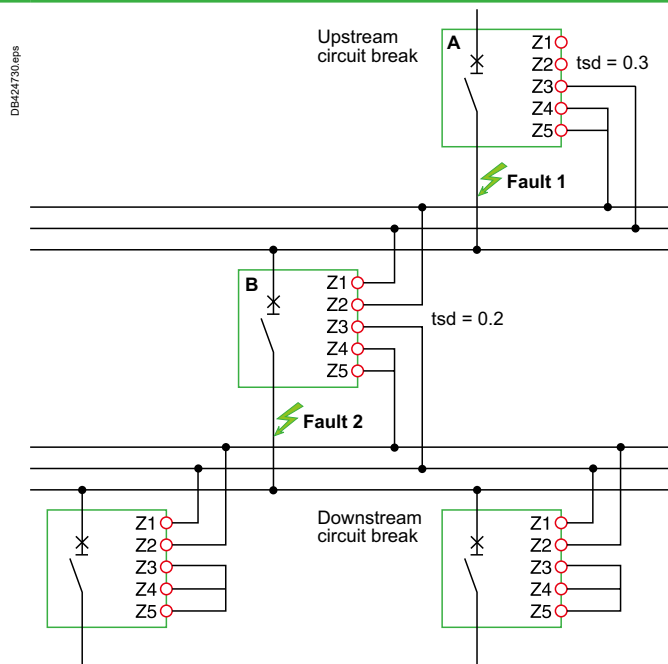 DB424730.eps
Upstream
circuit break
A
Z1
Z2
Z3
Z4
Z5
tsd = 0.3
Fault 1
B
Z1
Z2
Z3
Z4
Z5
tsd = 0.2
Fault 2
Z1
Z2
Z3
Z4
Z5
Downstream
circuit break
Z1
Z2
Z3
Z4
Z5